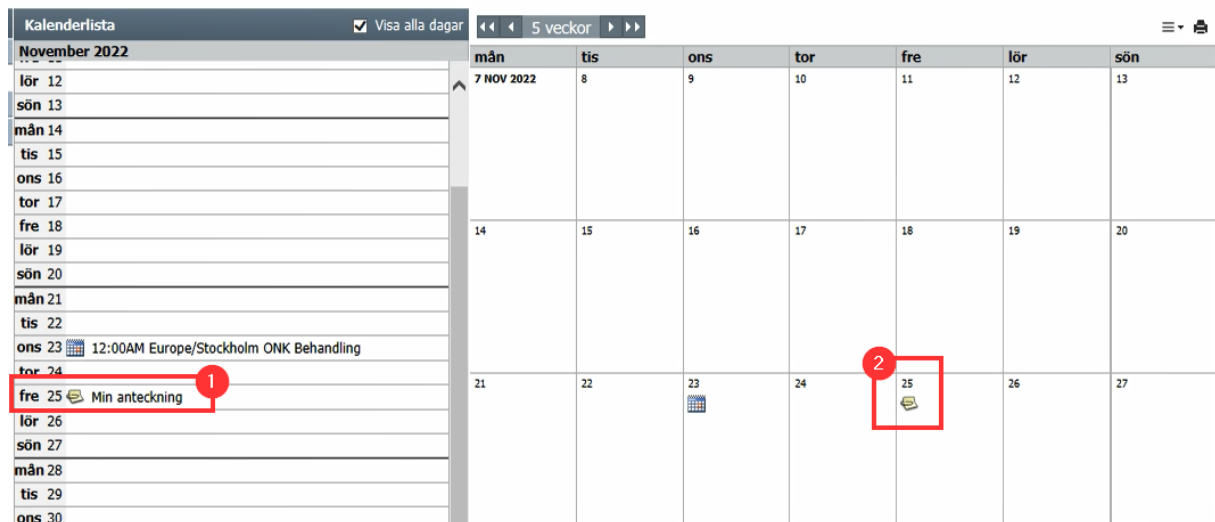 Kalenderlista Visa alla dagar
November 2022
lör 12
sön 13
mån 14
tis 15
ons 16
tor 17
fre 18
lör 19
sön 20
mån 21
tis 22
ons 23 12:00AM Europe/Stockholm ONK Behandling
tor 24
fre 25 Min anteckning
1
lör 26
sön 27
mån 28
tis 29
ons 30
5 veckor
mån tis ons tor fre lör sön
7 NOV 2022 8 9 10 11 12 13
14 15 16 17 18 19 20
2
21 22 23 24 25 26 27